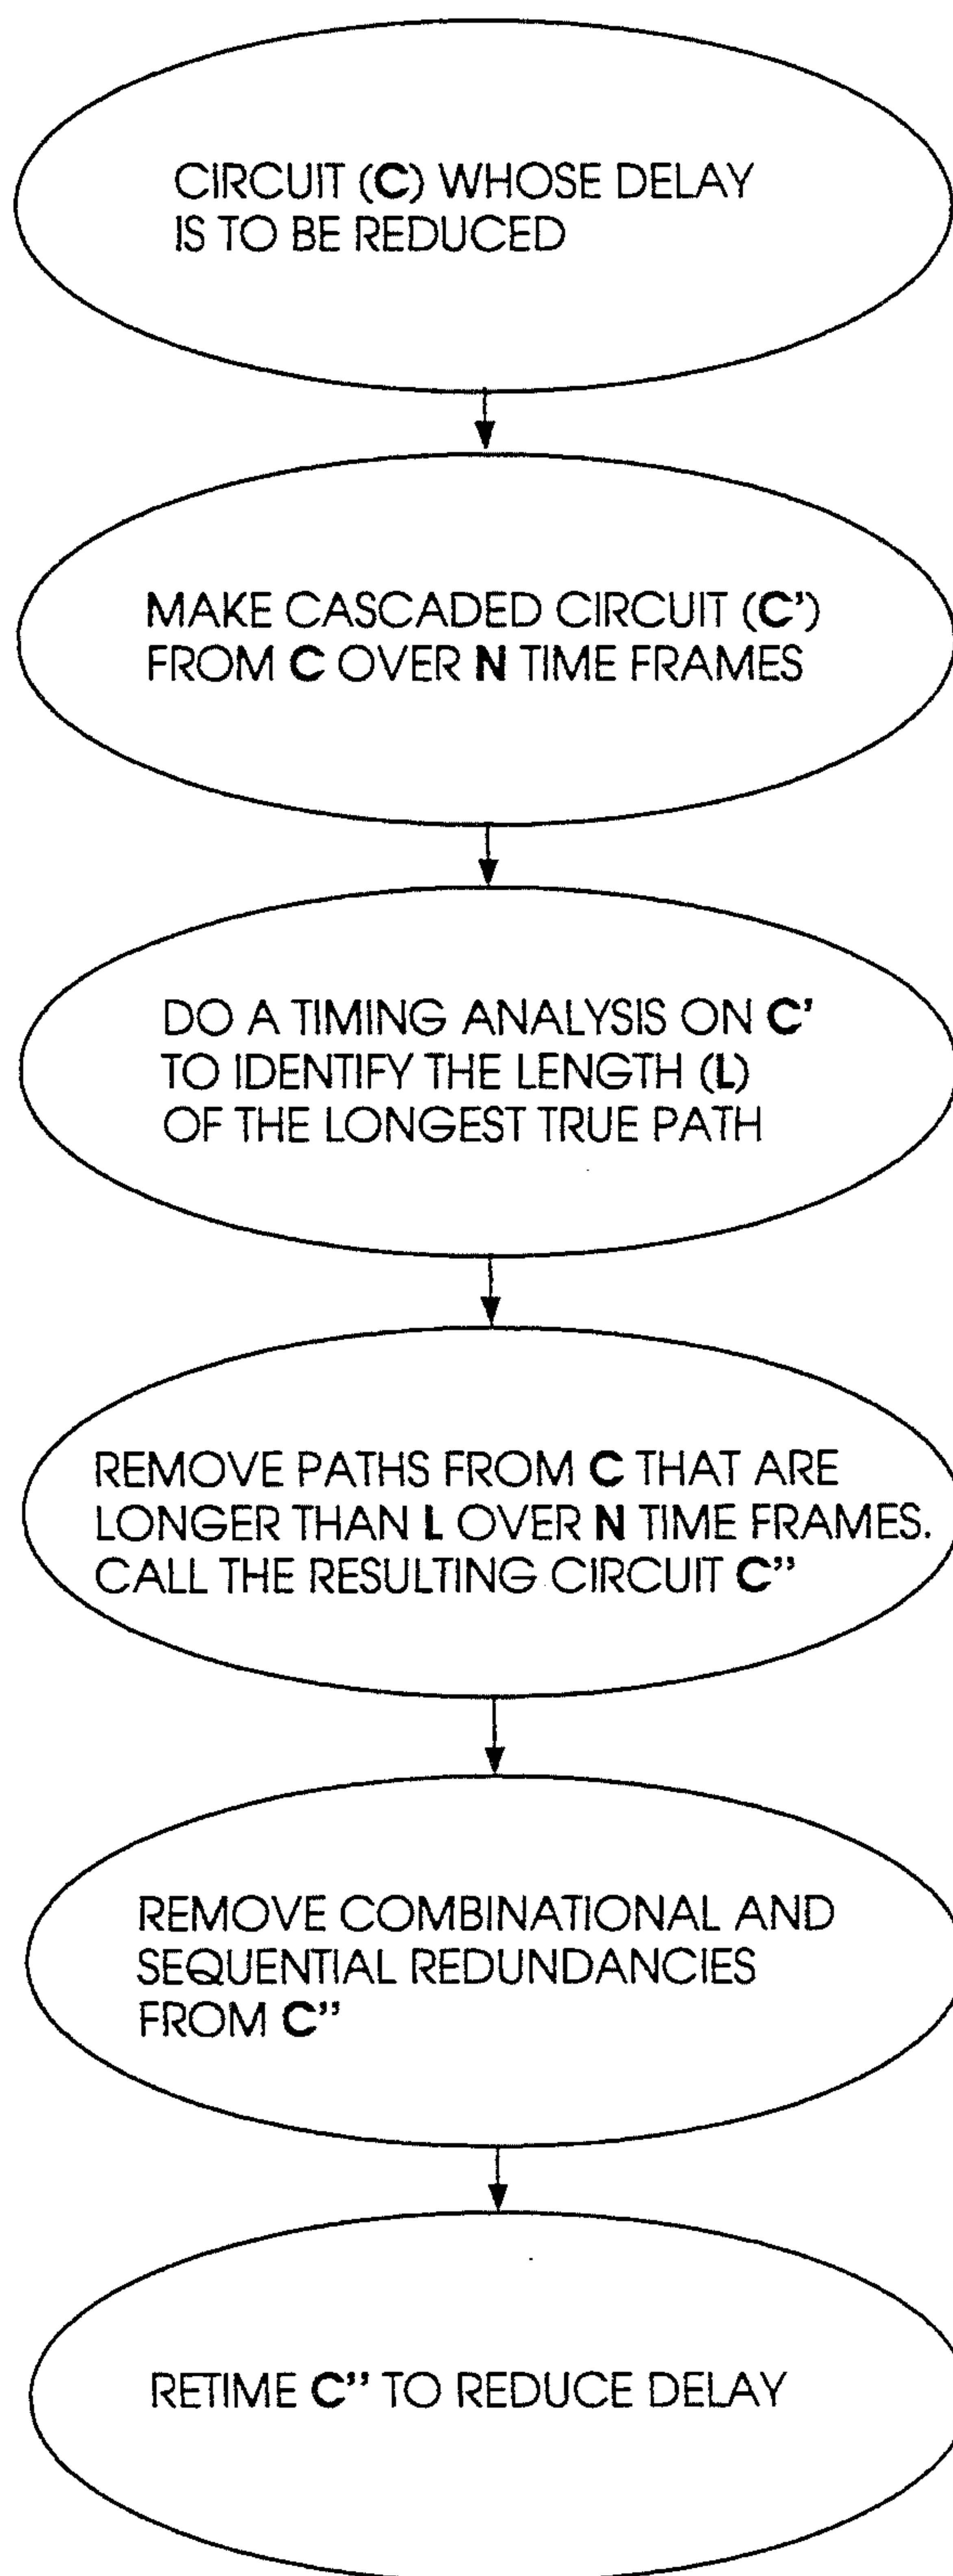 CIRCUIT (C) WHOSE DELAY
IS TO BE REDUCED
MAKE CASCADED CIRCUIT (C')
FROM C OVER N TIME FRAMES
DO A TIMING ANALYSIS ON C'
TO IDENTIFY THE LENGTH (L)
OF THE LONGEST TRUE PATH
REMOVE PATHS FROM C THAT ARE
LONGER THAN L OVER N TIME FRAMES.
CALL THE RESULTING CIRCUIT C”
REMOVE COMBINATIONAL AND
SEQUENTIAL REDUNDANCIES
FROM C”
RETIME C” TO REDUCE DELAY